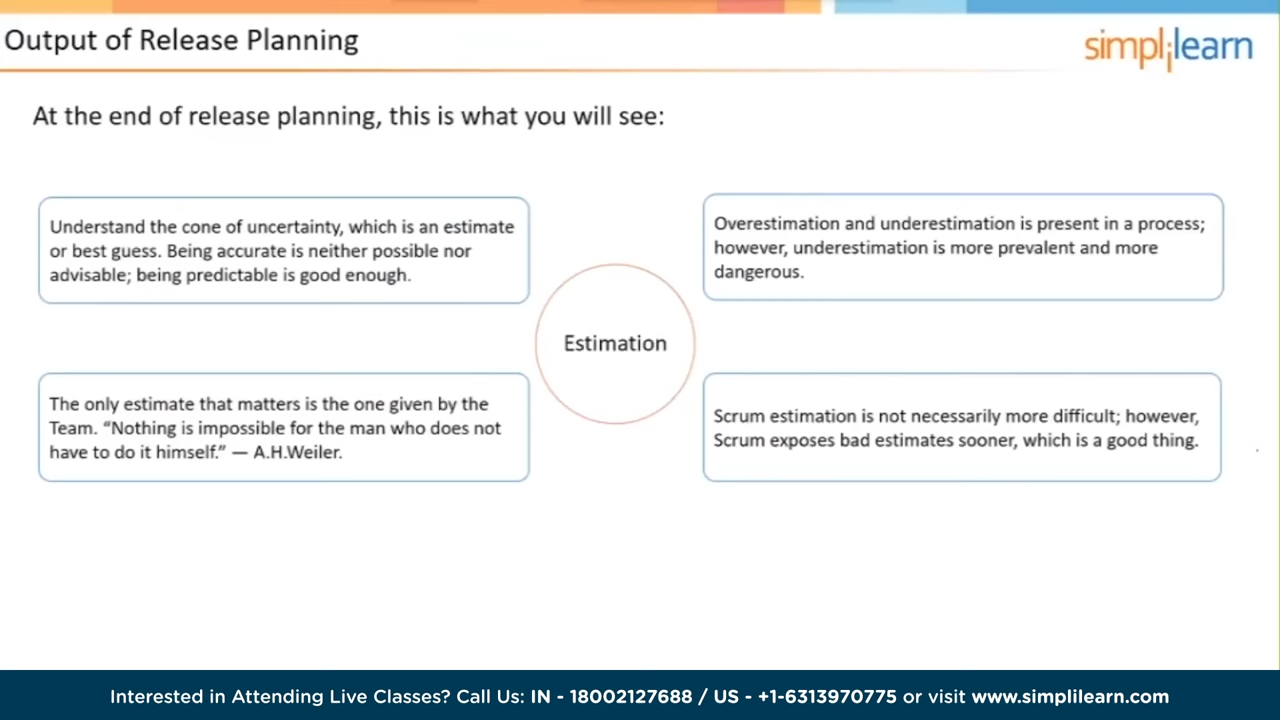 Output of Release Planning
simplilearn
At the end of release planning, this is what you will see:
Understand the cone of uncertainty, which is an estimate
or best guess. Being accurate is neither possible nor
advisable; being predictable is good enough.
Overestimation and underestimation is present in a process;
however, underestimation is more prevalent and more
dangerous.
Estimation
The only estimate that matters is the one given by the
Team. “Nothing is impossible for the man who does not
have to do it himself.” — A.H.Weiler.
Scrum estimation is not necessarily more difficult; however,
Scrum exposes bad estimates sooner, which is a good thing.
Interested in Attending Live Classes? Call Us: IN - 18002127688 / US - +1-6313970775 or visit www.simplilearn.com